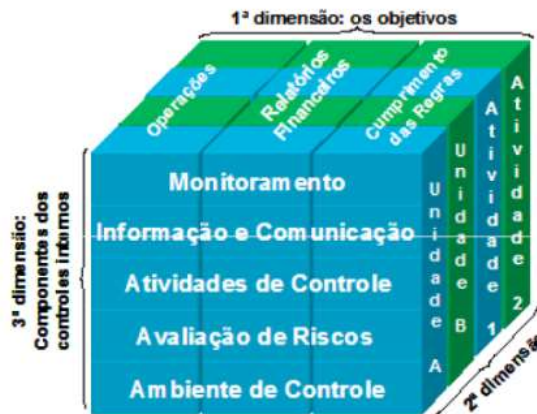 1ª dimensão: os objetivos
Operações
Relatórios
Financeiros
Cumprimento
das Regras
3ª dimensão:
Componentes dos
controles internos
Monitoramento
Informação e Comunicação
Atividades de Controle
Avaliação de Riscos
Ambiente de Controle
Unidade A
Unidade B
Atividade 1
Atividade 2
2ª dimensão